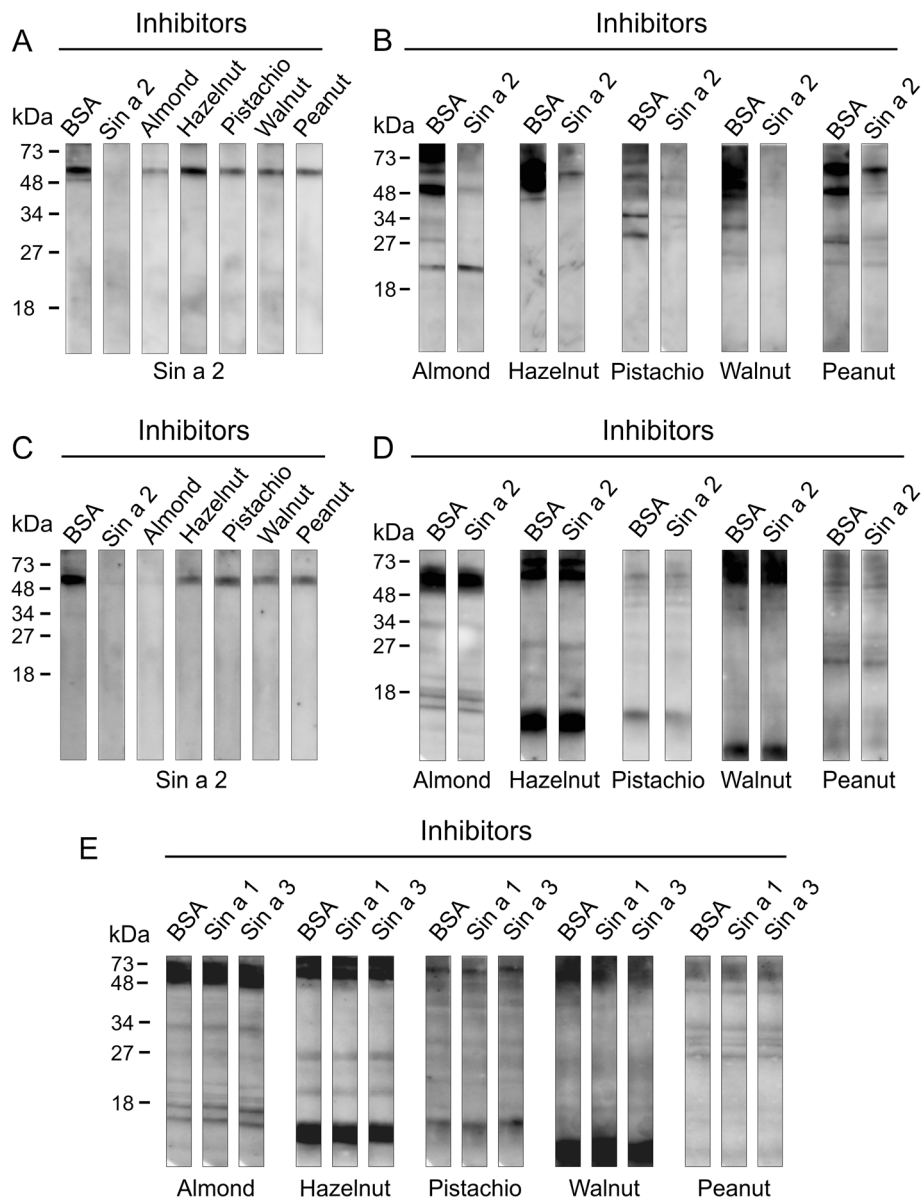 A
Inhibitors
kDa
BSA
Sin a 2
Almond
Hazelnut
Pistachio
Walnut
Peanut
73
48
34
27
18
Sin a 2
B
Inhibitors
kDa
BSA
Sin a 2
BSA
Sin a 2
BSA
Sin a 2
BSA
Sin a 2
BSA
Sin a 2
73
48
34
27
18
Almond Hazelnut Pistachio Walnut Peanut
C
Inhibitors
kDa
BSA
Sin a 2
Almond
Hazelnut
Pistachio
Walnut
Peanut
73
48
34
27
18
Sin a 2
D
Inhibitors
kDa
BSA
Sin a 2
BSA
Sin a 2
BSA
Sin a 2
BSA
Sin a 2
BSA
Sin a 2
73
48
34
27
18
Almond Hazelnut Pistachio Walnut Peanut
E
Inhibitors
kDa
BSA
Sin a 1
Sin a 3
BSA
Sin a 1
Sin a 3
BSA
Sin a 1
Sin a 3
BSA
Sin a 1
Sin a 3
BSA
Sin a 1
Sin a 3
73
48
34
27
18
Almond Hazelnut Pistachio Walnut Peanut